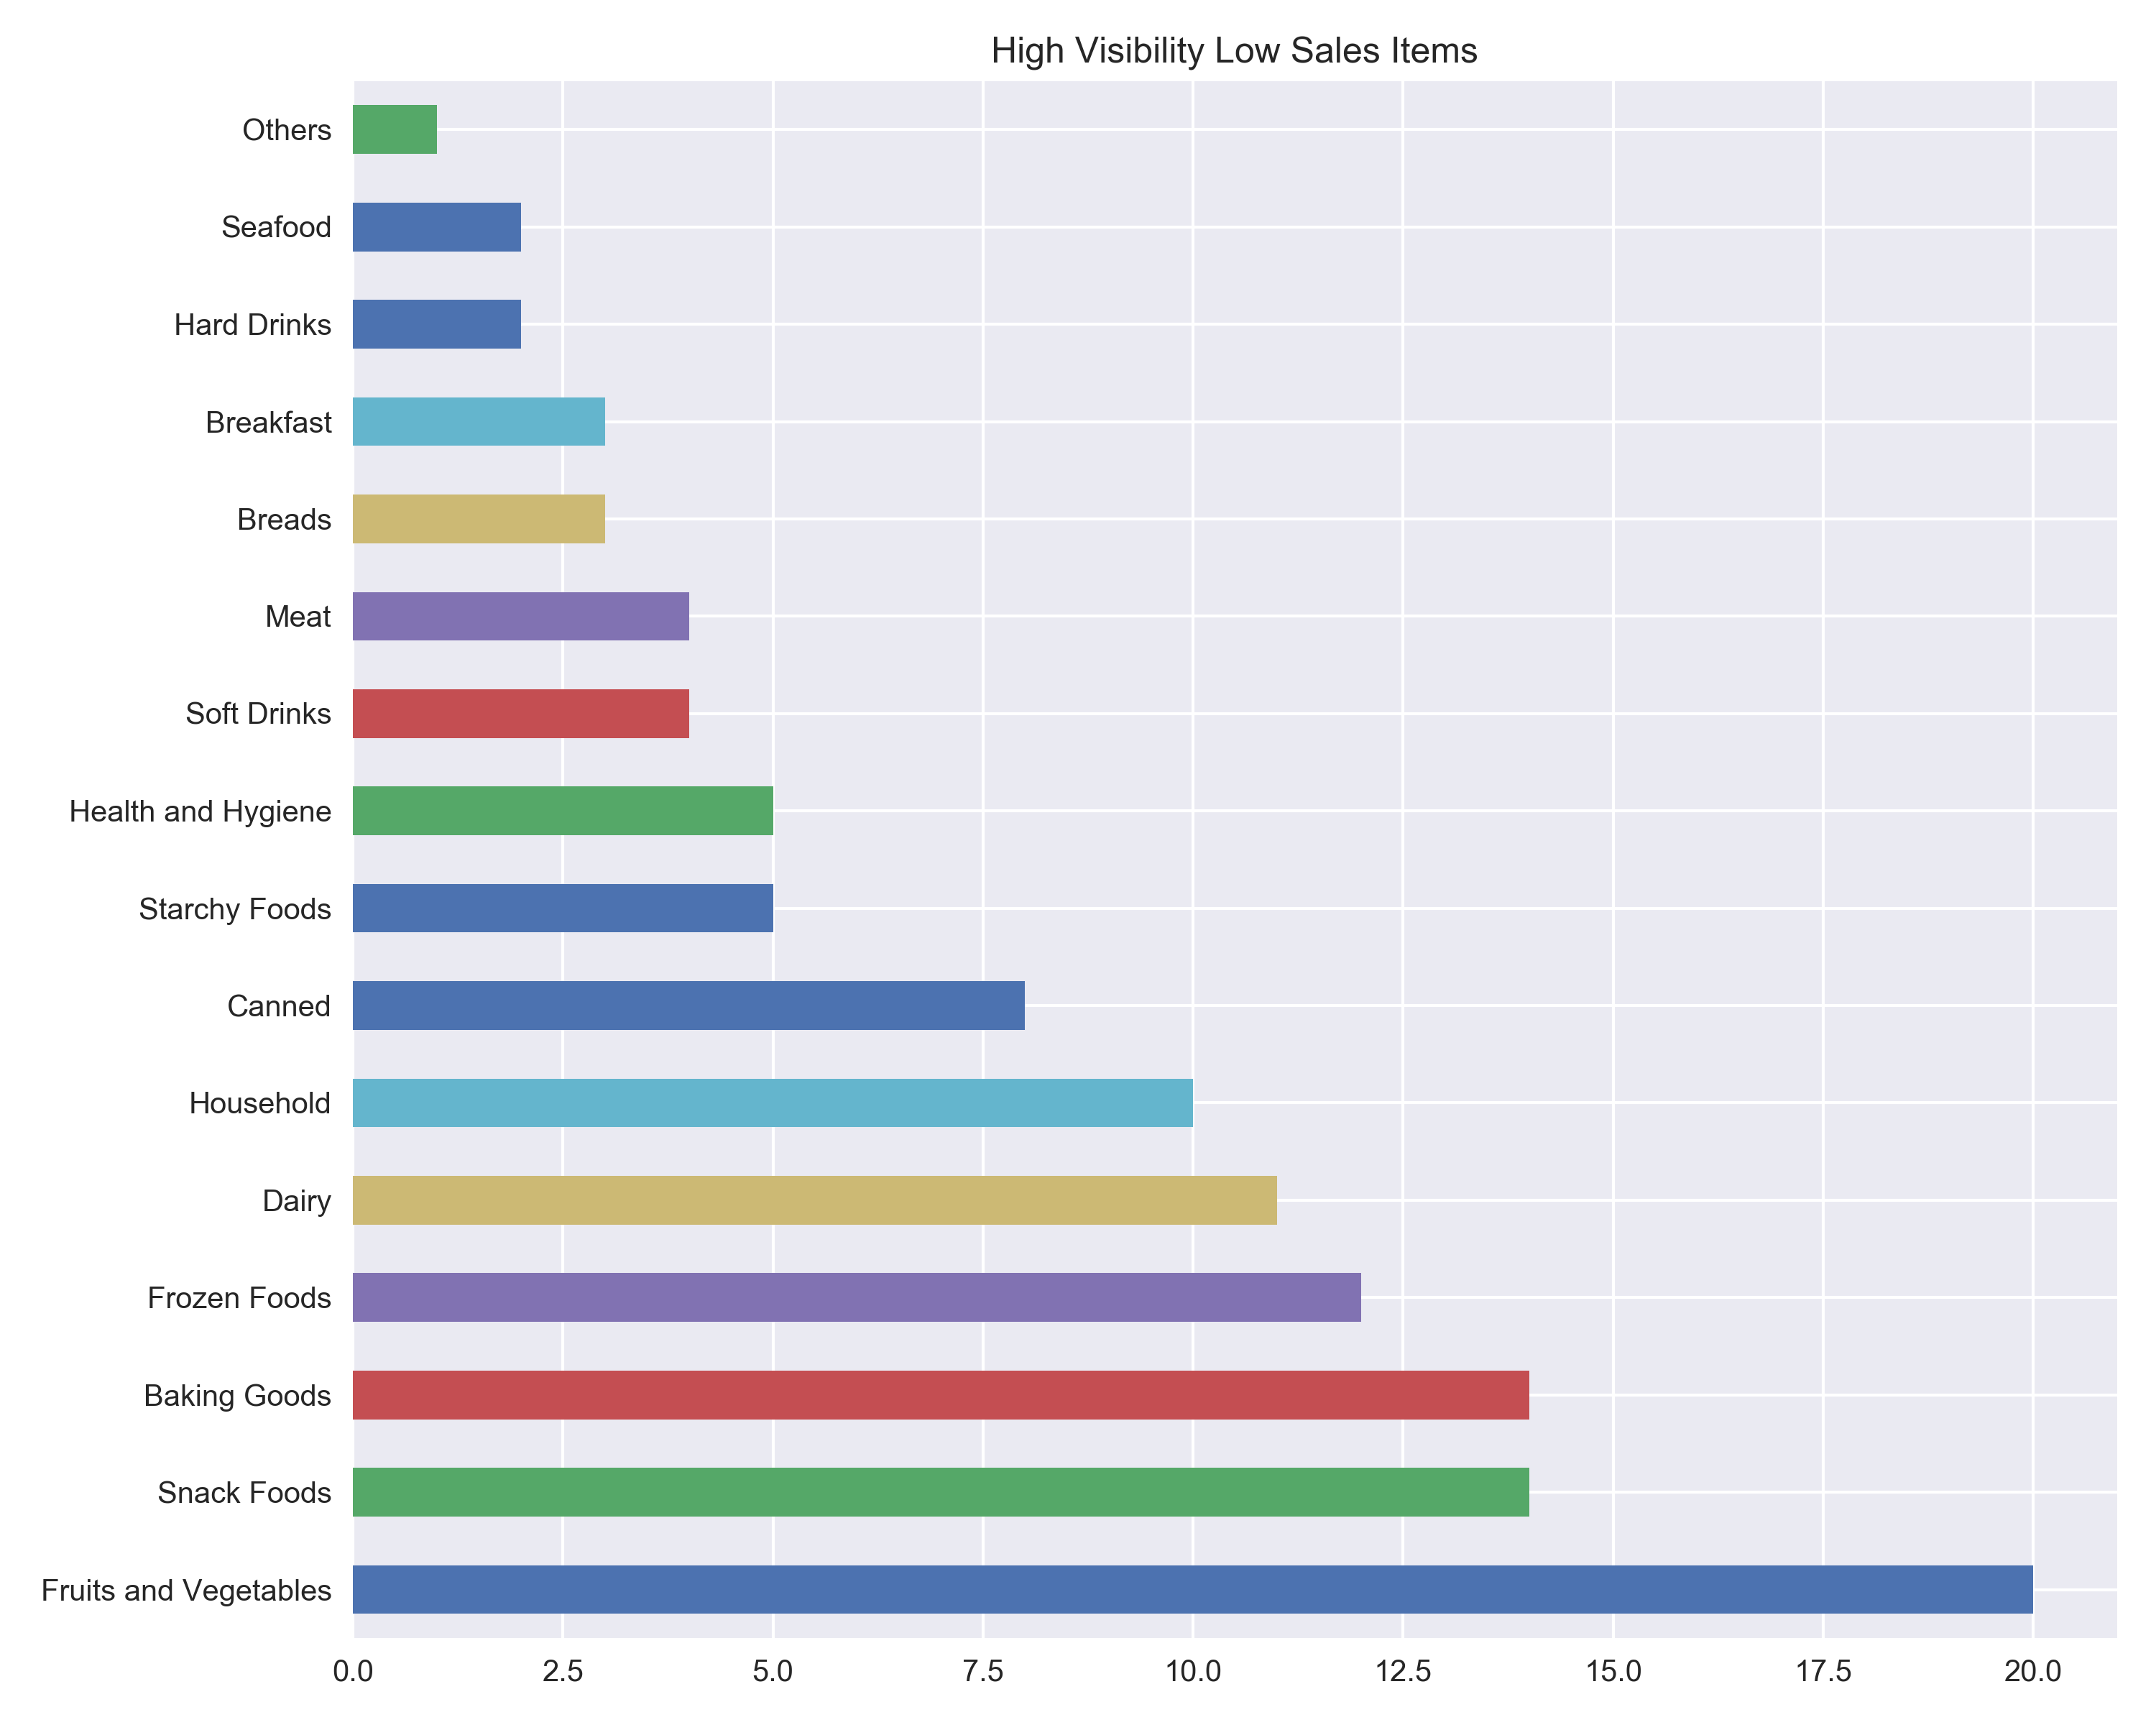 High Visibility Low Sales Items
Others
Seafood
Hard Drinks
Breakfast
Breads
Meat
Soft Drinks
Health and Hygiene
Starchy Foods
Canned
Household
Dairy
Frozen Foods
Baking Goods
Snack Foods
Fruits and Vegetables
0.0 2.5 5.0 7.5 10.0 12.5 15.0 17.5 20.0